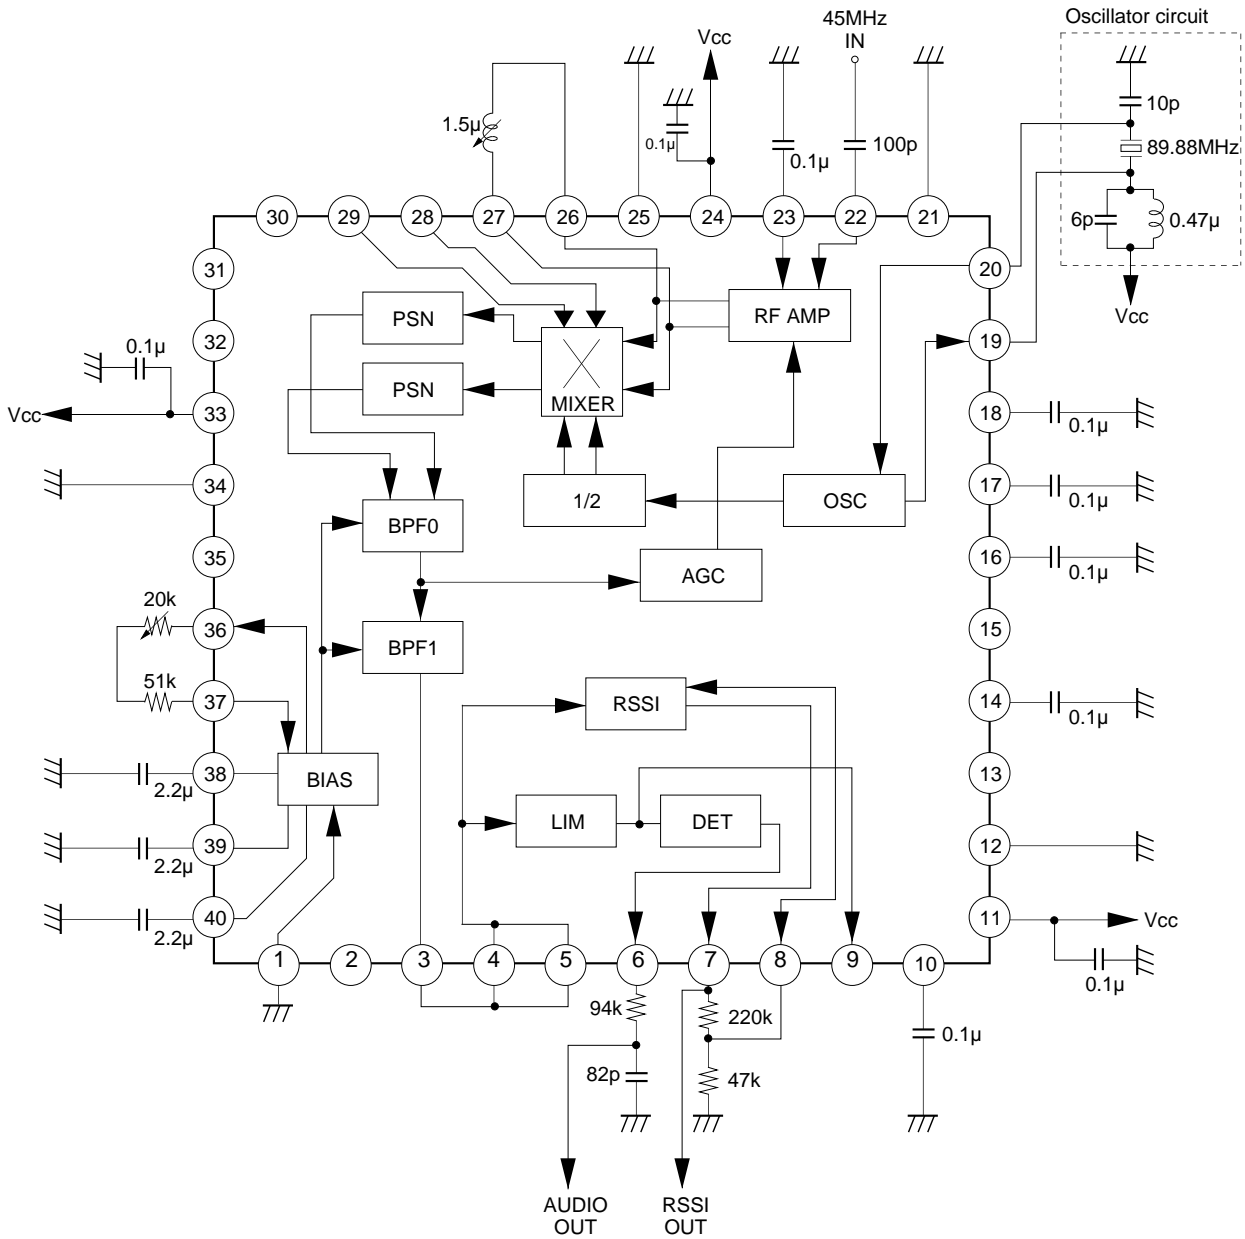 Oscillator circuit
45MHz
IN
Vcc
10p
1.5µ
0.1µ
0.1µ
100p
89.88MHz
6p
0.47µ
Vcc
30
29
28
27
26
25
24
23
22
21
31
20
PSN
RF AMP
32
19
0.1µ
PSN
MIXER
Vcc
33
18
0.1µ
34
1/2
OSC
17
0.1µ
BPF0
35
AGC
16
0.1µ
20k
36
BPF1
15
51k
37
RSSI
14
0.1µ
38
2.2µ
BIAS
13
LIM
DET
39
2.2µ
12
40
2.2µ
11
Vcc
1
2
3
4
5
6
7
8
9
10
0.1µ
94k
220k
0.1µ
82p
47k
AUDIO
OUT
RSSI
OUT